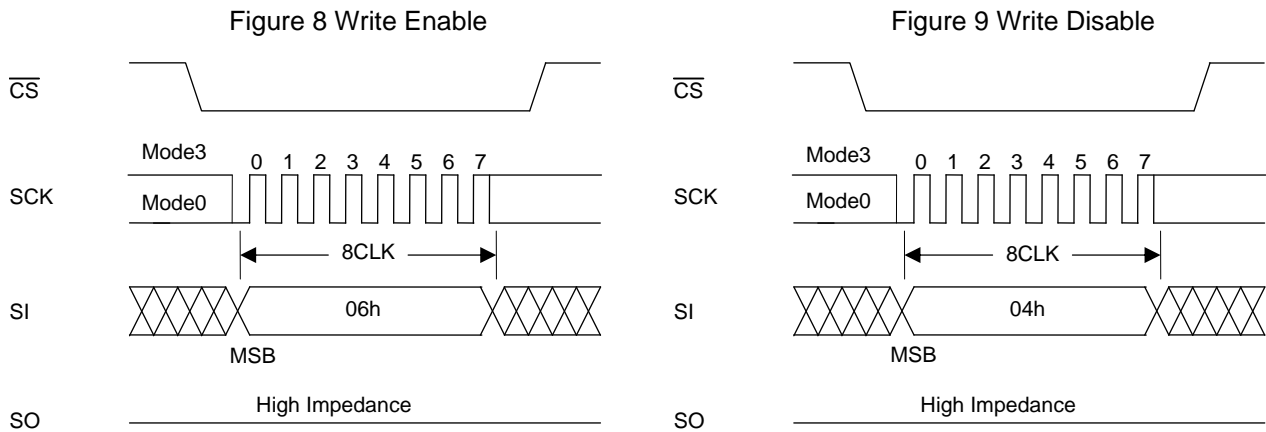 Figure 8 Write Enable
CS
Mode3
0 1 2 3 4 5 6 7
SCK
Mode0
8CLK
SI
06h
MSB
High Impedance
SO
Figure 9 Write Disable
CS
Mode3
0 1 2 3 4 5 6 7
SCK
Mode0
8CLK
SI
04h
MSB
High Impedance
SO